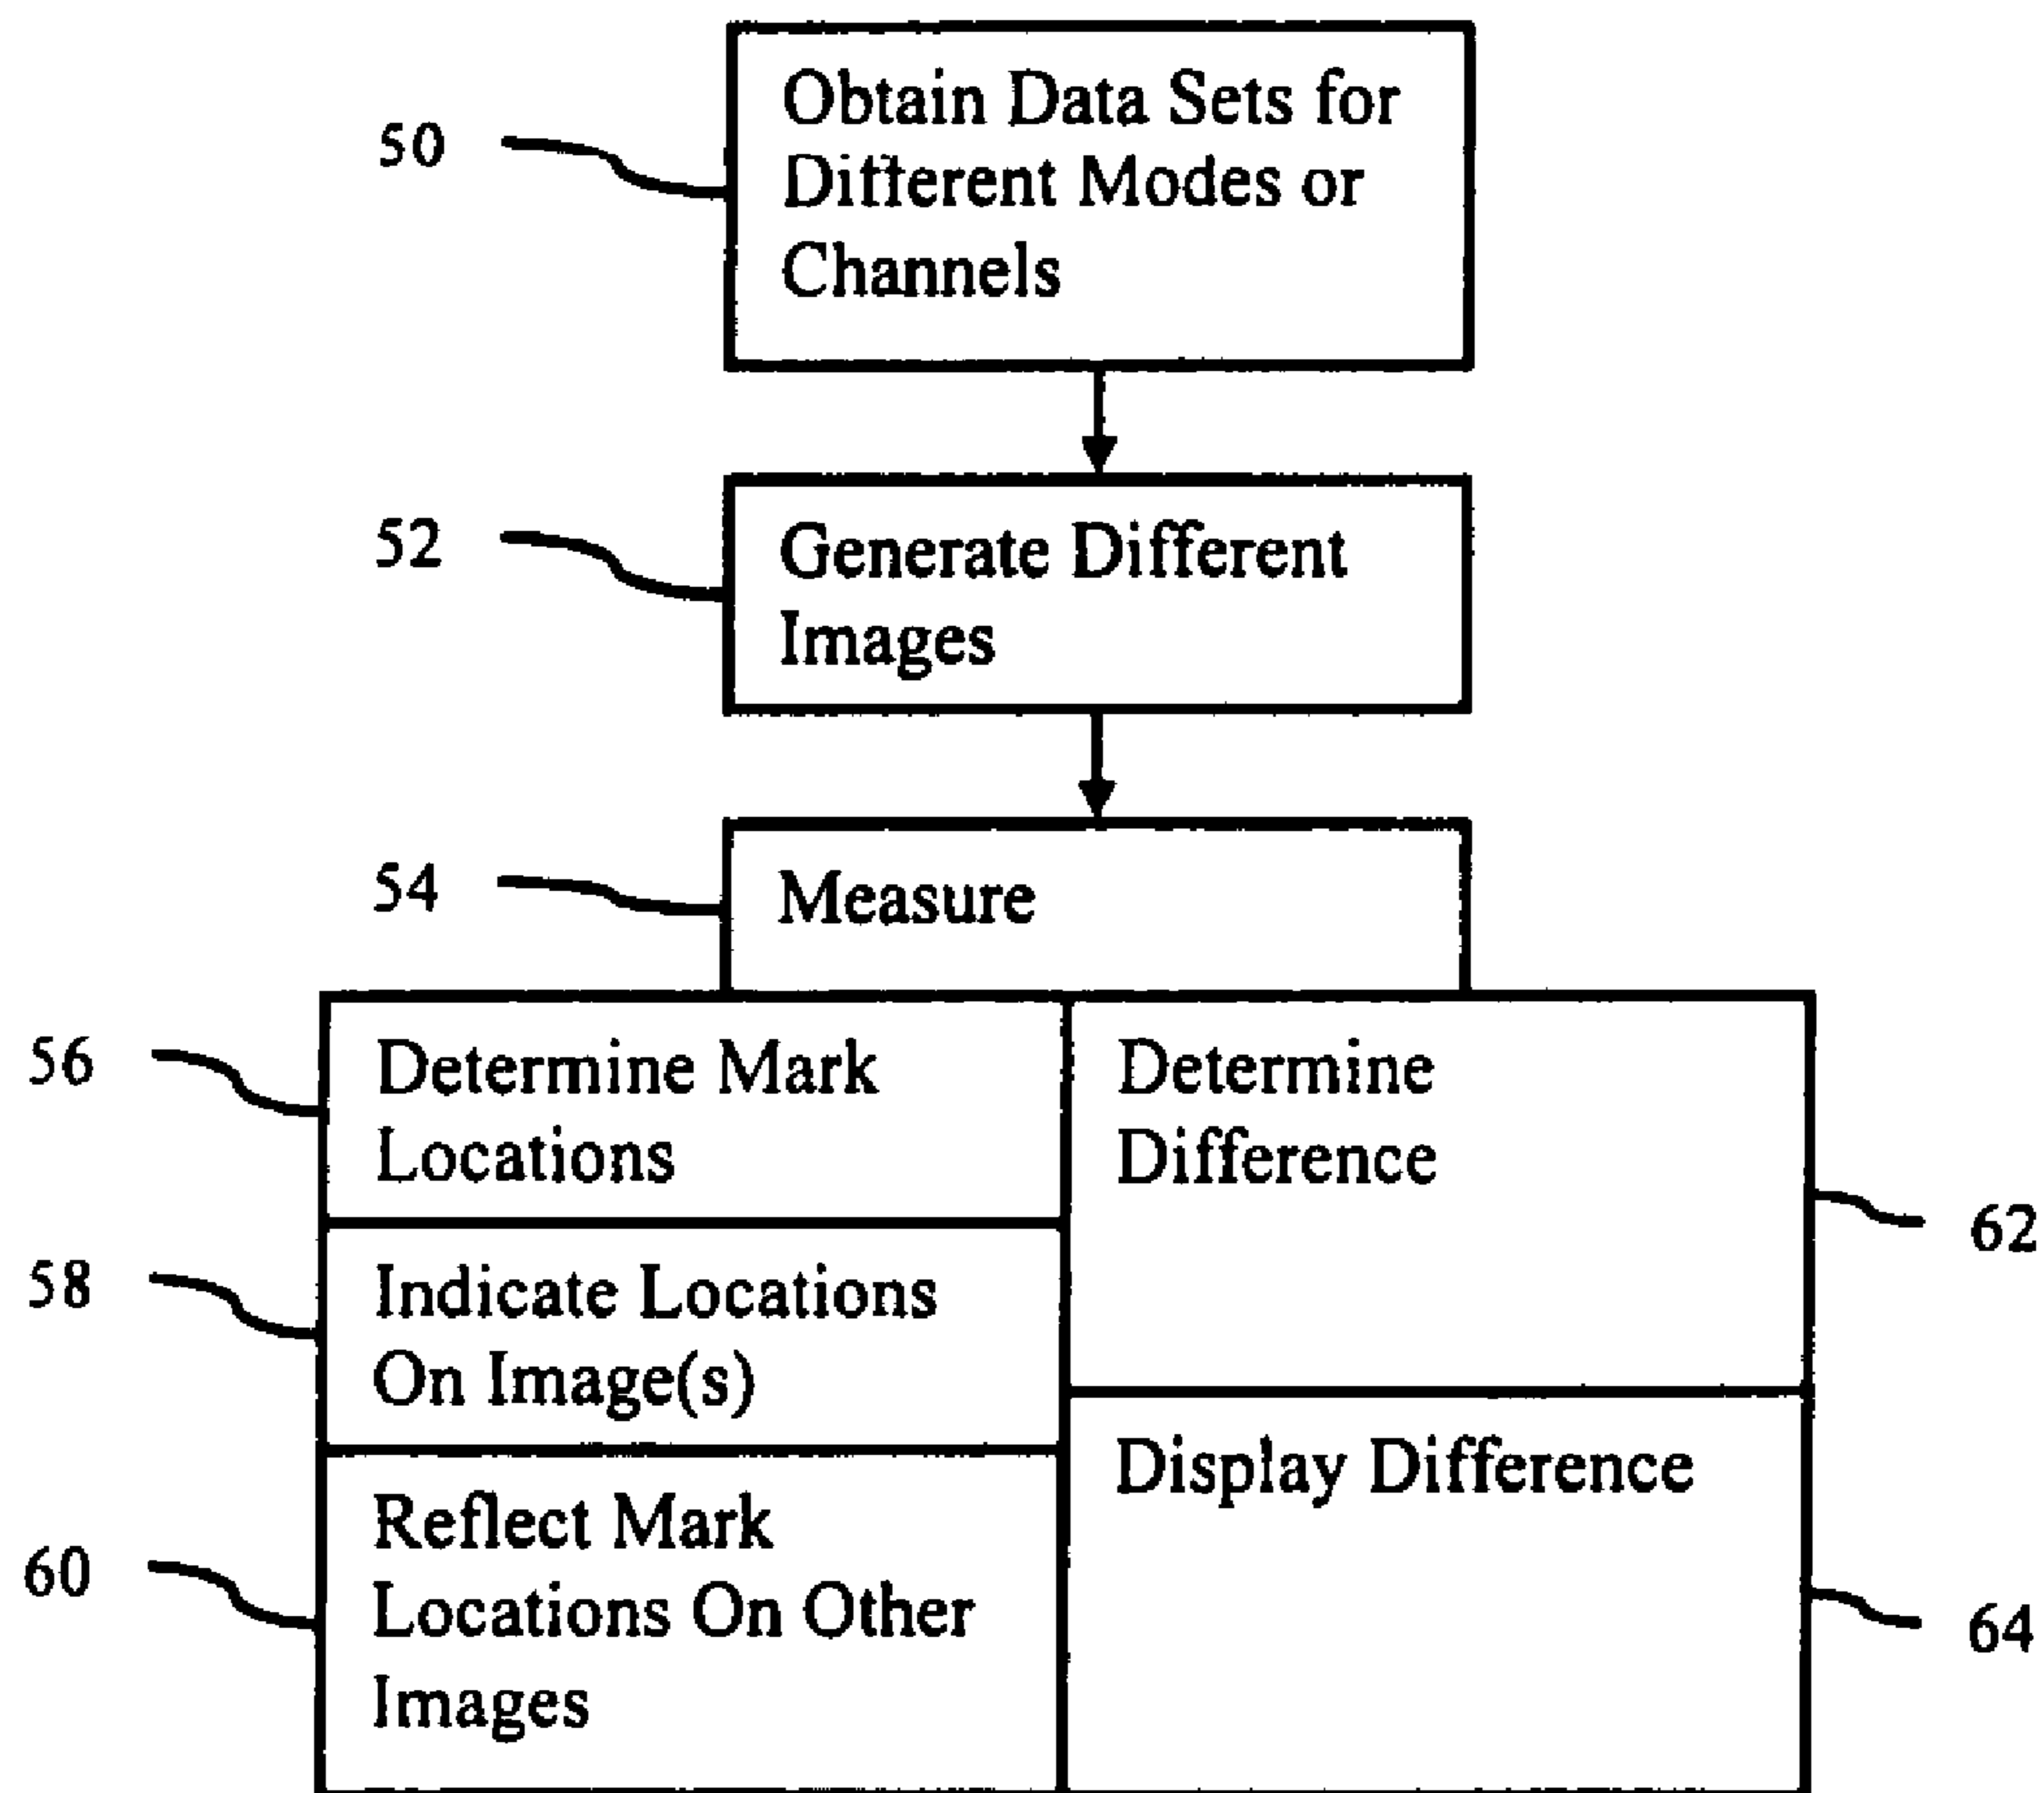 50
Obtain Data Sets for
Different Modes or
Channels
52
Generate Different
Images
54
Measure
56
Determine Mark
Locations
58
Indicate Locations
On Image(s)
60
Reflect Mark
Locations On Other
Images
Determine
Difference
62
Display Difference
64